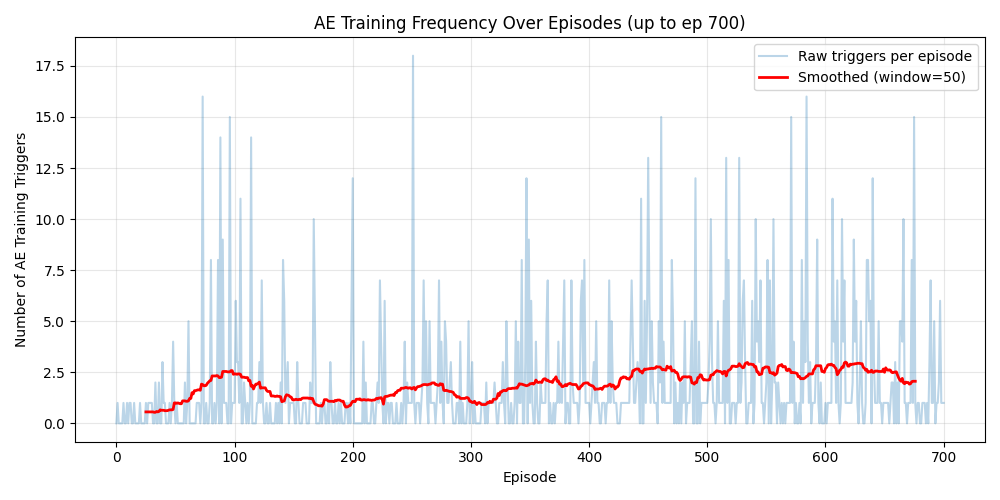 AE Training Frequency Over Episodes (up to ep 700)
Raw triggers per episode
Smoothed (window=50)
Number of AE Training Triggers
17.5
15.0
12.5
10.0
7.5
5.0
2.5
0.0
0 100 200 300 400 500 600 700
Episode